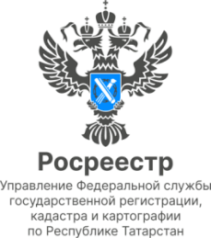 Росреестр
Управление Федеральной службы
государственной регистрации,
кадастра и картографии
по Республике Татарстан